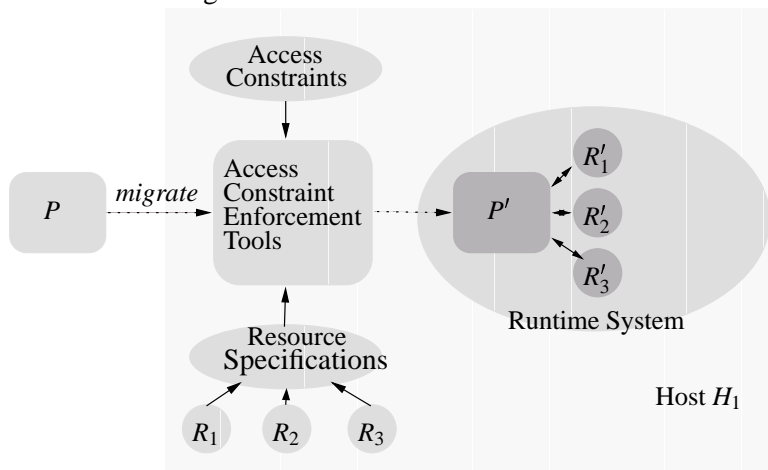 Access
Constraints
Access
Constraint
Enforcement
Tools
migrate
P
P′
R′1
R′2
R′3
Runtime System
Resource
Specifications
Host H1
R1
R2
R3